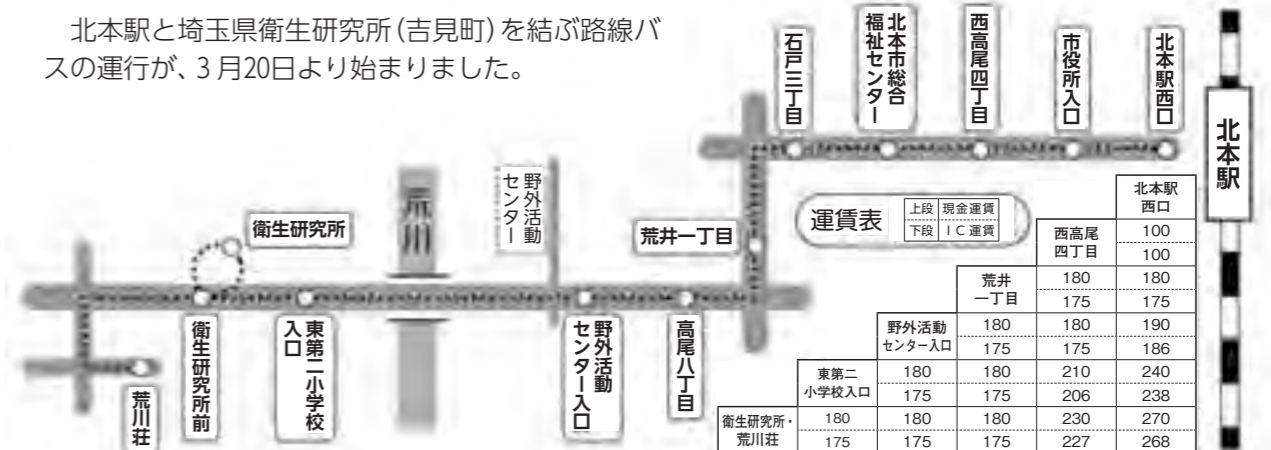 北本駅と埼玉県衛生研究所(吉見町)を結ぶ路線バ
スの運行が、3月20日より始まりました。
石戸三丁目
北本市総合
福祉センター
西高尾四丁目
市役所入口
北本駅西口
北本駅
荒川
野外活動
センター
衛生研究所
荒井一丁目
衛生研究所前
東第二小学校
入口
野外活動
センター入口
高尾八丁目
荒川荘
運賃表
上段 現金運賃
下段 IC運賃
北本駅
西口
西高尾
四丁目
100
100
荒井
一丁目
180 180
175 175
野外活動
センター入口
180 180 190
175 175 186
東第二
小学校入口
180 180 210 240
175 175 206 238
衛生研究所・
荒川荘
180 180 180 230 270
175 175 175 227 268